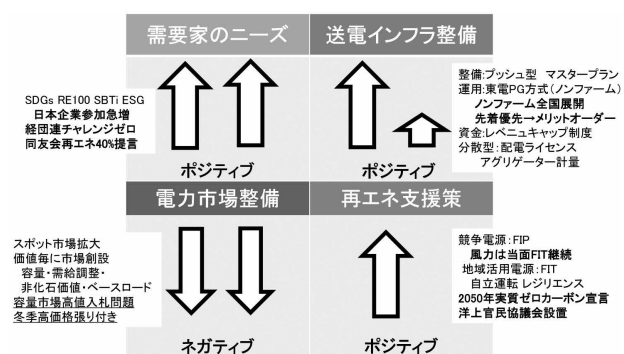 需要家のニーズ
送電インフラ整備
SDGs RE100 SBTi ESG
日本企業参加急増
経団連チャレンジゼロ
同友会再エネ40%提言
ポジティブ
整備:プッシュ型 マスタープラン
運用:東電PG方式(ノンファーム)
ノンファーム全国展開
先着優先→メリットオーダー
資金:レベニュキャップ制度
分散型:配電ライセンス
アグリゲーター計量
ポジティブ
電力市場整備
再エネ支援策
スポット市場拡大
価値毎に市場創設
容量・需給調整・
非化石価値・ベースロード
容量市場高値入札問題
冬季高価格張り付き
ネガティブ
競争電源:FIP
風力は当面FIT継続
地域活用電源:FIT
自立運転 レジリエンス
2050年実質ゼロカーボン宣言
洋上官民協議会設置
ポジティブ